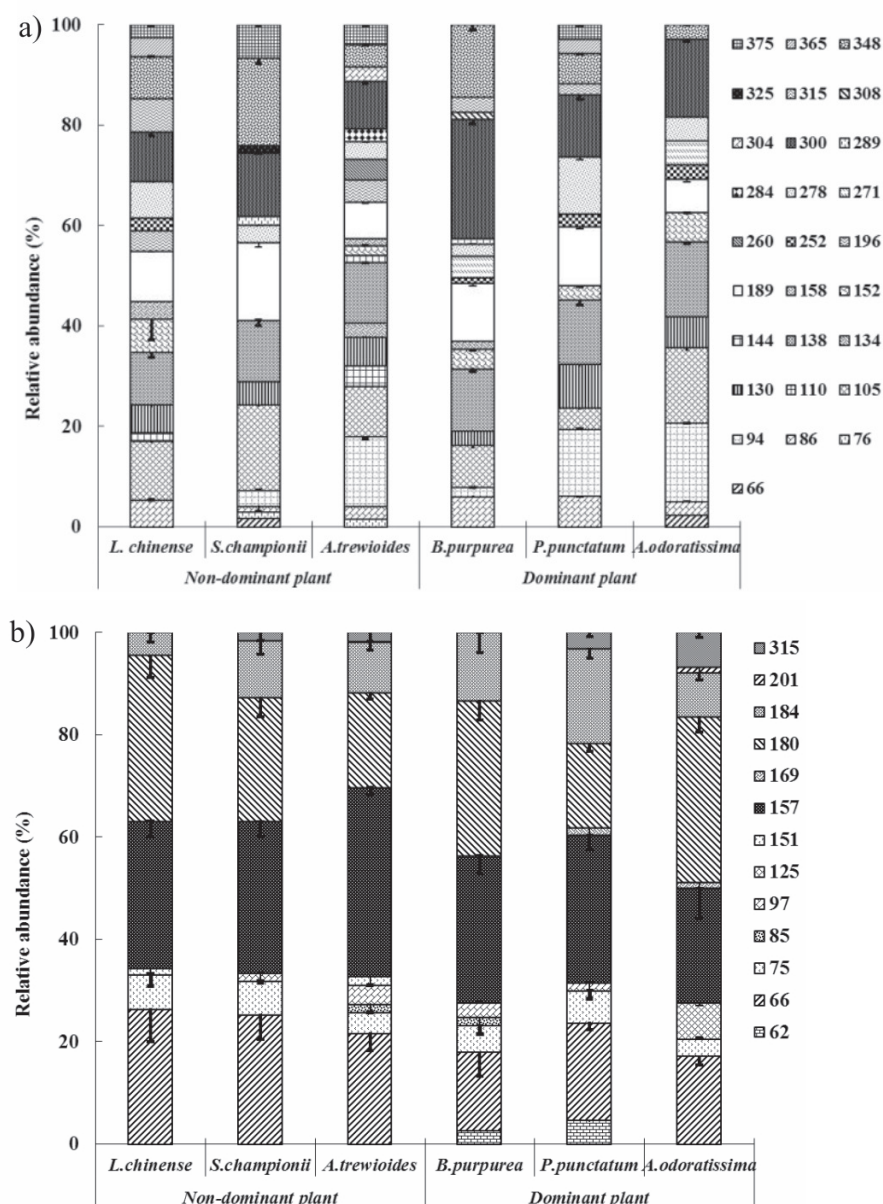 a)
100
80
60
40
20
0
Relative abundance (%)
L. chinense S.championii A.trewioides B.purpurea P.punctatum A.odoratissima
Non-dominant plant Dominant plant
375 365 348
325 315 308
304 300 289
284 278 271
260 252 196
189 158 152
144 138 134
130 110 105
94 86 76
66
b)
100
80
60
40
20
0
Relative abundance (%)
L.chinense S.championii A.trewioides B.purpurea P.punctatum A.odoratissima
Non-dominant plant Dominant plant
315
201
184
180
169
157
151
125
97
85
75
66
62